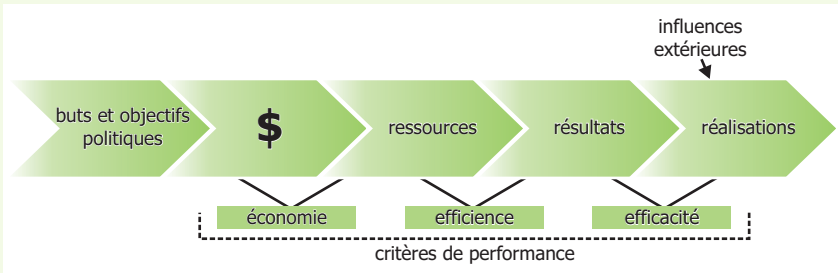 influences
extérieures
buts et objectifs
politiques
$
ressources
résultats
réalisations
économie
efficience
efficacité
critères de performance